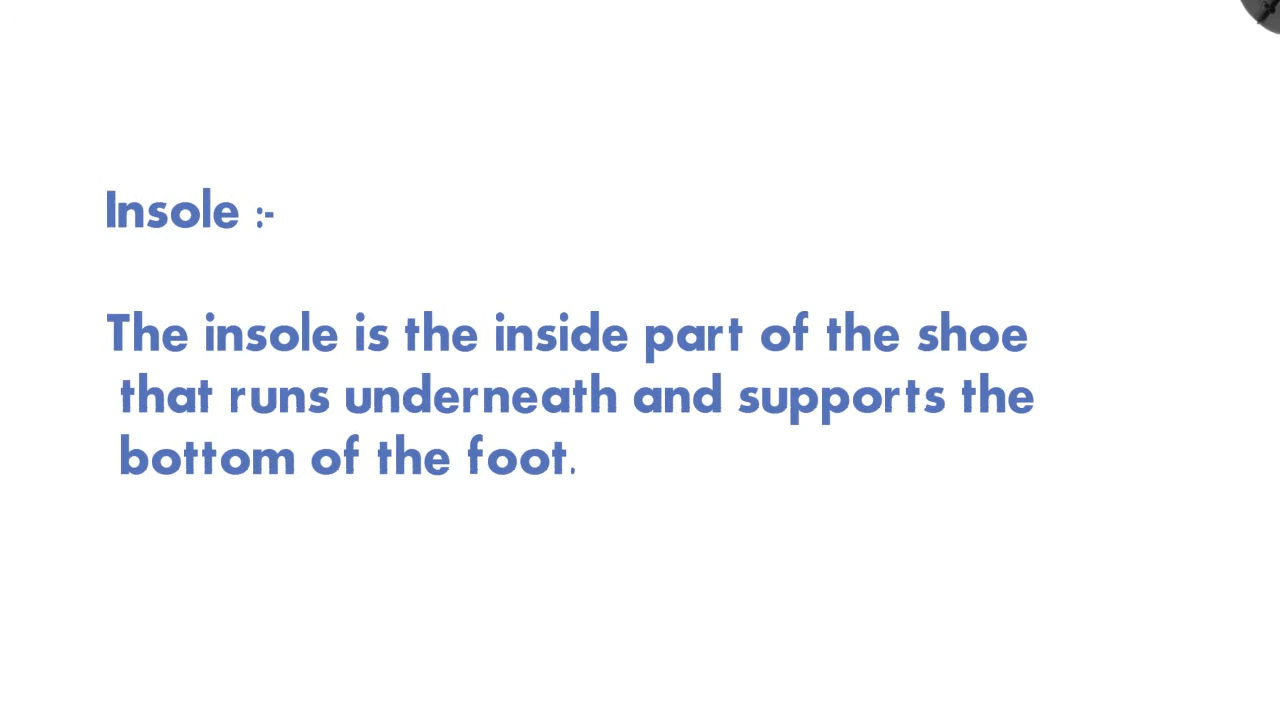 Insole :-
The insole is the inside part of the shoe
that runs underneath and supports the
bottom of the foot.